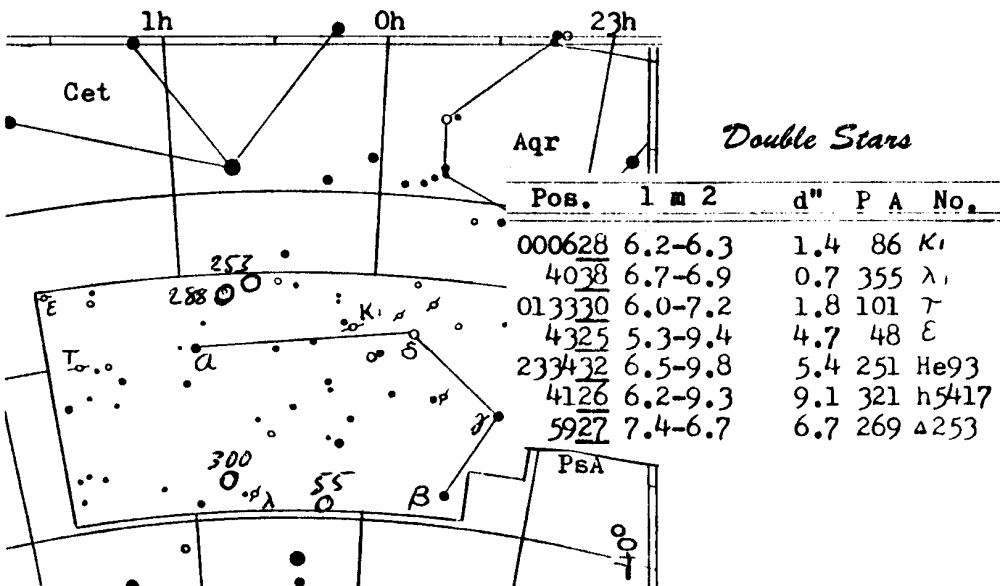 1h 0h 23h
Cet
Aqr
253
288
ε
κ₁
δ
α
τ
γ
300
55
λ
β
PsA
-40°
Double Stars
Pos. 1 m 2 d" P A No.
000628 6.2-6.3 1.4 86 κ₁
4038 6.7-6.9 0.7 355 λ₁
013330 6.0-7.2 1.8 101 τ
4325 5.3-9.4 4.7 48 ε
233432 6.5-9.8 5.4 251 He93
4126 6.2-9.3 9.1 321 h5417
5927 7.4-6.7 6.7 269 Δ253